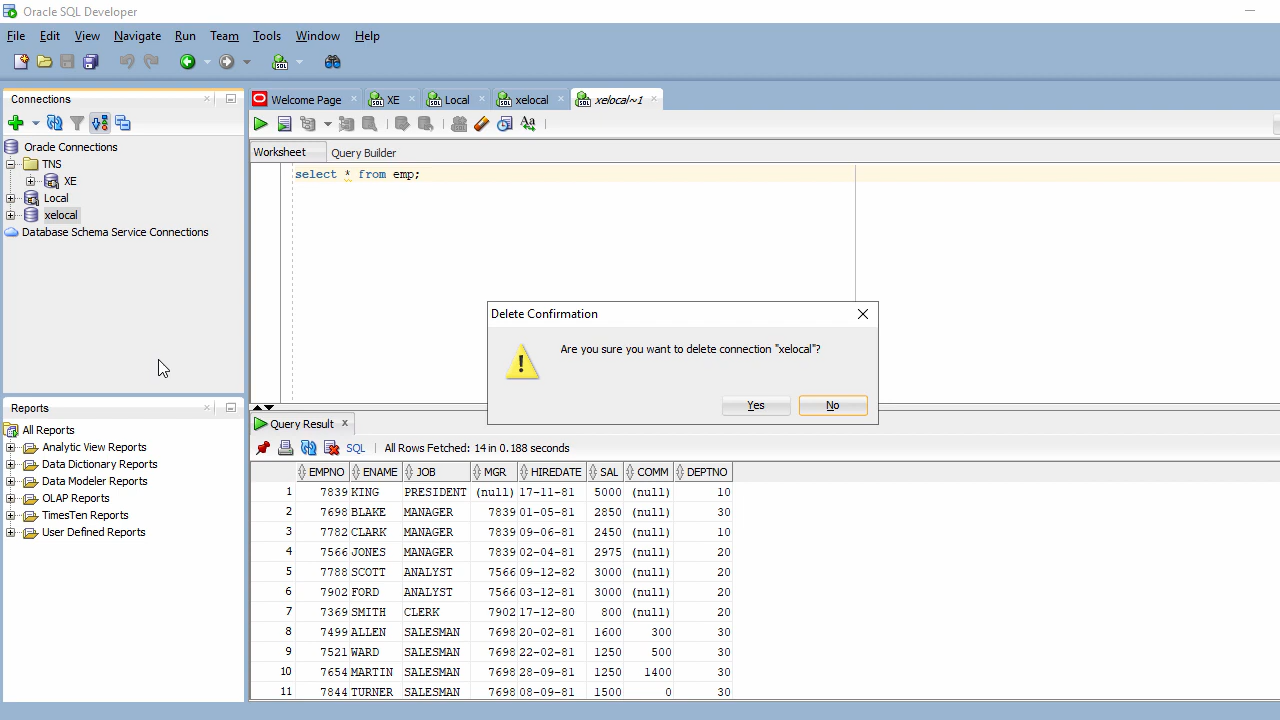 Oracle SQL Developer
File Edit View Navigate Run Team Tools Window Help
Connections
Oracle Connections
TNS
XE
Local
xelocal
Database Schema Service Connections
Reports
All Reports
Analytic View Reports
Data Dictionary Reports
Data Modeler Reports
OLAP Reports
TimesTen Reports
User Defined Reports
Welcome Page XE Local xelocal xelocal~1
Worksheet Query Builder
select * from emp;
Delete Confirmation
Are you sure you want to delete connection "xelocal"?
Yes No
Query Result
SQL All Rows Fetched: 14 in 0.188 seconds
EMPNO ENAME JOB MGR HIREDATE SAL COMM DEPTNO
1 7839 KING PRESIDENT (null) 17-11-81 5000 (null) 10
2 7698 BLAKE MANAGER 7839 01-05-81 2850 (null) 30
3 7782 CLARK MANAGER 7839 09-06-81 2450 (null) 10
4 7566 JONES MANAGER 7839 02-04-81 2975 (null) 20
5 7788 SCOTT ANALYST 7566 09-12-82 3000 (null) 20
6 7902 FORD ANALYST 7566 03-12-81 3000 (null) 20
7 7369 SMITH CLERK 7902 17-12-80 800 (null) 20
8 7499 ALLEN SALESMAN 7698 20-02-81 1600 300 30
9 7521 WARD SALESMAN 7698 22-02-81 1250 500 30
10 7654 MARTIN SALESMAN 7698 28-09-81 1250 1400 30
11 7844 TURNER SALESMAN 7698 08-09-81 1500 0 30